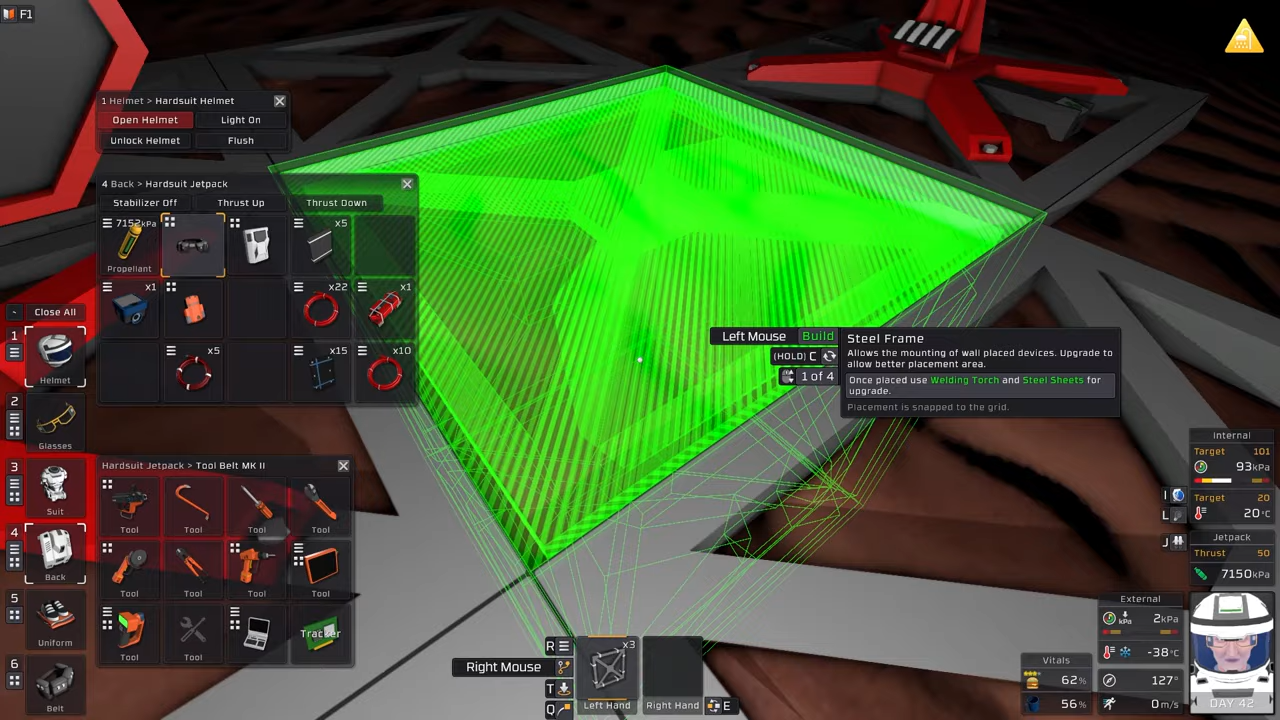 F1
1 Helmet > Hardsuit Helmet
Open Helmet
Light On
Unlock Helmet
Flush
4 Back > Hardsuit Jetpack
Stabilizer Off
Thrust Up
Thrust Down
7152kPa
x5
Propellant
x1
x22
x1
x5
x15
x10
~
Close All
1
Helmet
2
Glasses
3
Suit
4
Back
5
Uniform
6
Belt
Hardsuit Jetpack > Tool Belt MK II
Tool
Tool
Tool
Tool
Tool
Tool
Tool
Tool
Tool
Tool
Tracker
Left Mouse
Build
(HOLD) C
1 of 4
Steel Frame
Allows the mounting of wall placed devices. Upgrade to
allow better placement area.
Once placed use Welding Torch and Steel Sheets for
upgrade.
Placement is snapped to the grid.
R
Right Mouse
T
Q
x3
Left Hand
Right Hand
E
Internal
Target 101
93kPa
Target 20
20°C
I
L
J
Jetpack
Thrust 50
7150kPa
External
kPa
2kPa
-38°C
127°
0m/s
Vitals
62%
56%
DAY 42